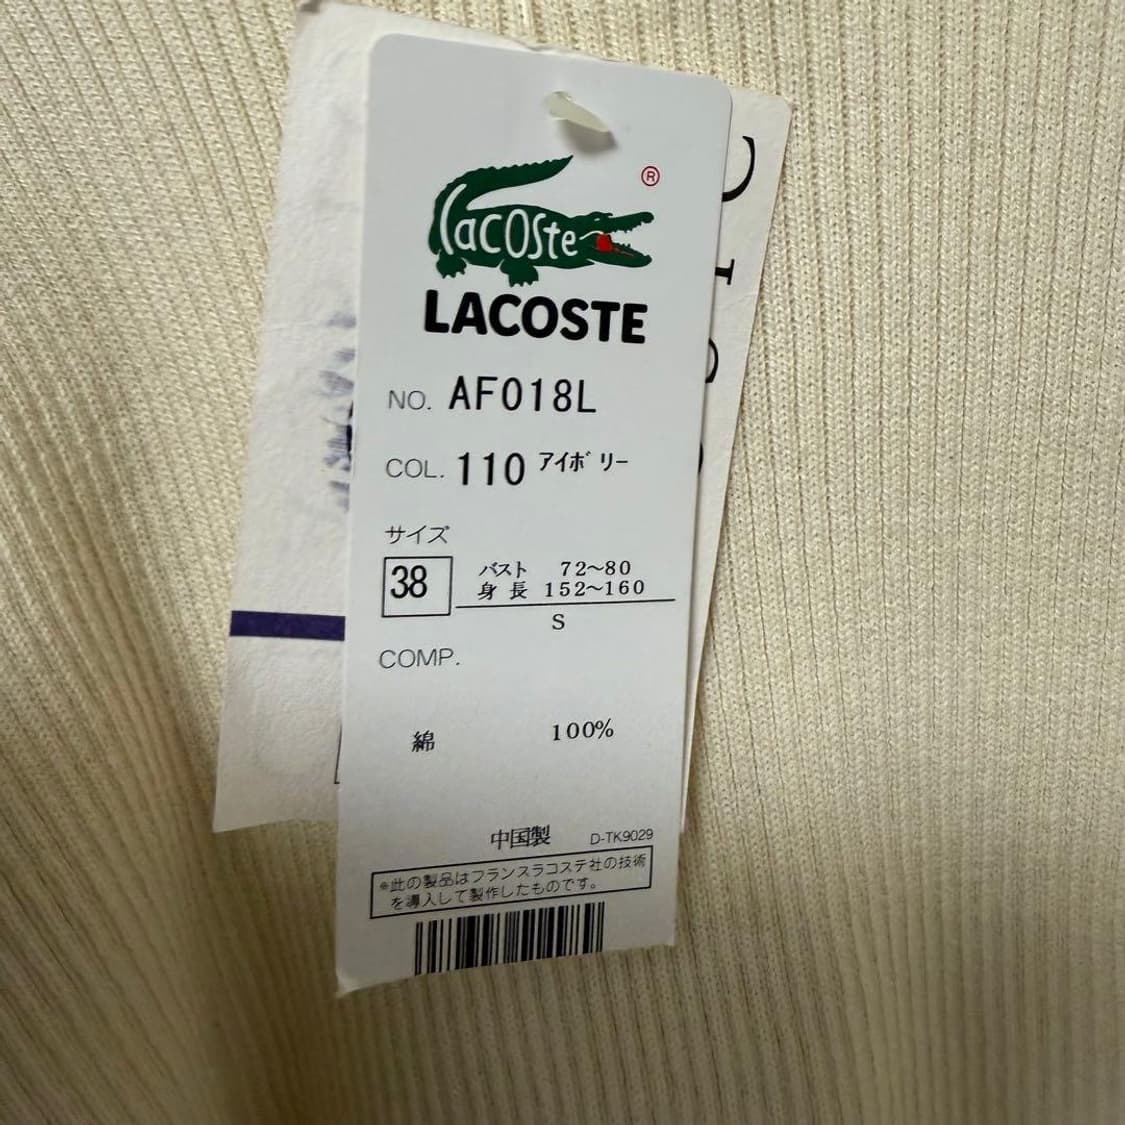 Lacoste ®
LACOSTE
NO. AF018L
COL. 110 アイボリー
サイズ
38 バスト 72〜80
身長 152〜160
S
COMP.
綿 100%
中国製 D-TK9029
※此の製品はフランスラコステ社の技術
を導入して製作したものです。